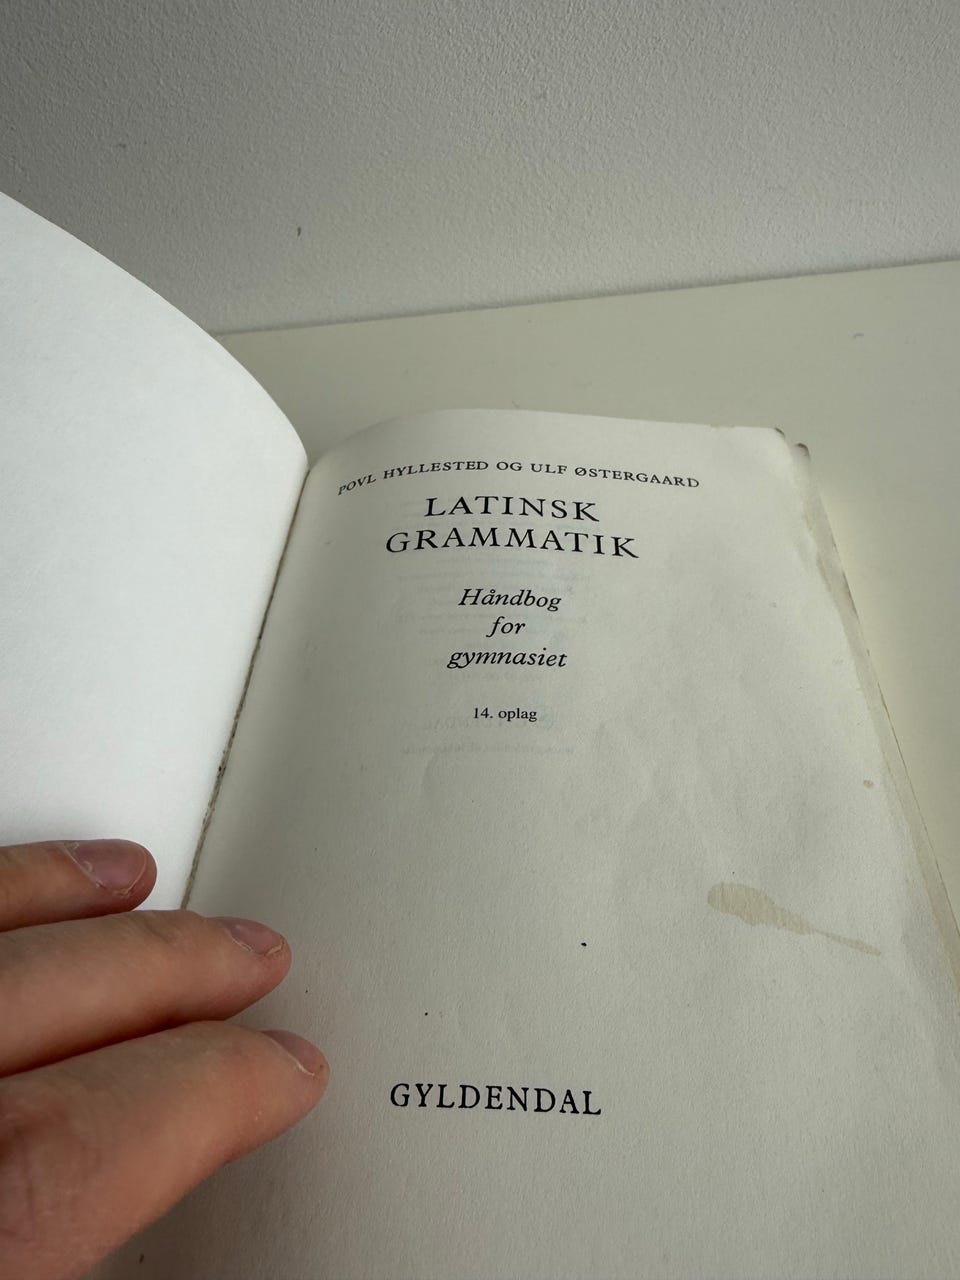 POVL HYLLESTED OG ULF ØSTERGAARD
LATINSK
GRAMMATIK
Håndbog
for
gymnasiet
14. oplag
GYLDENDAL